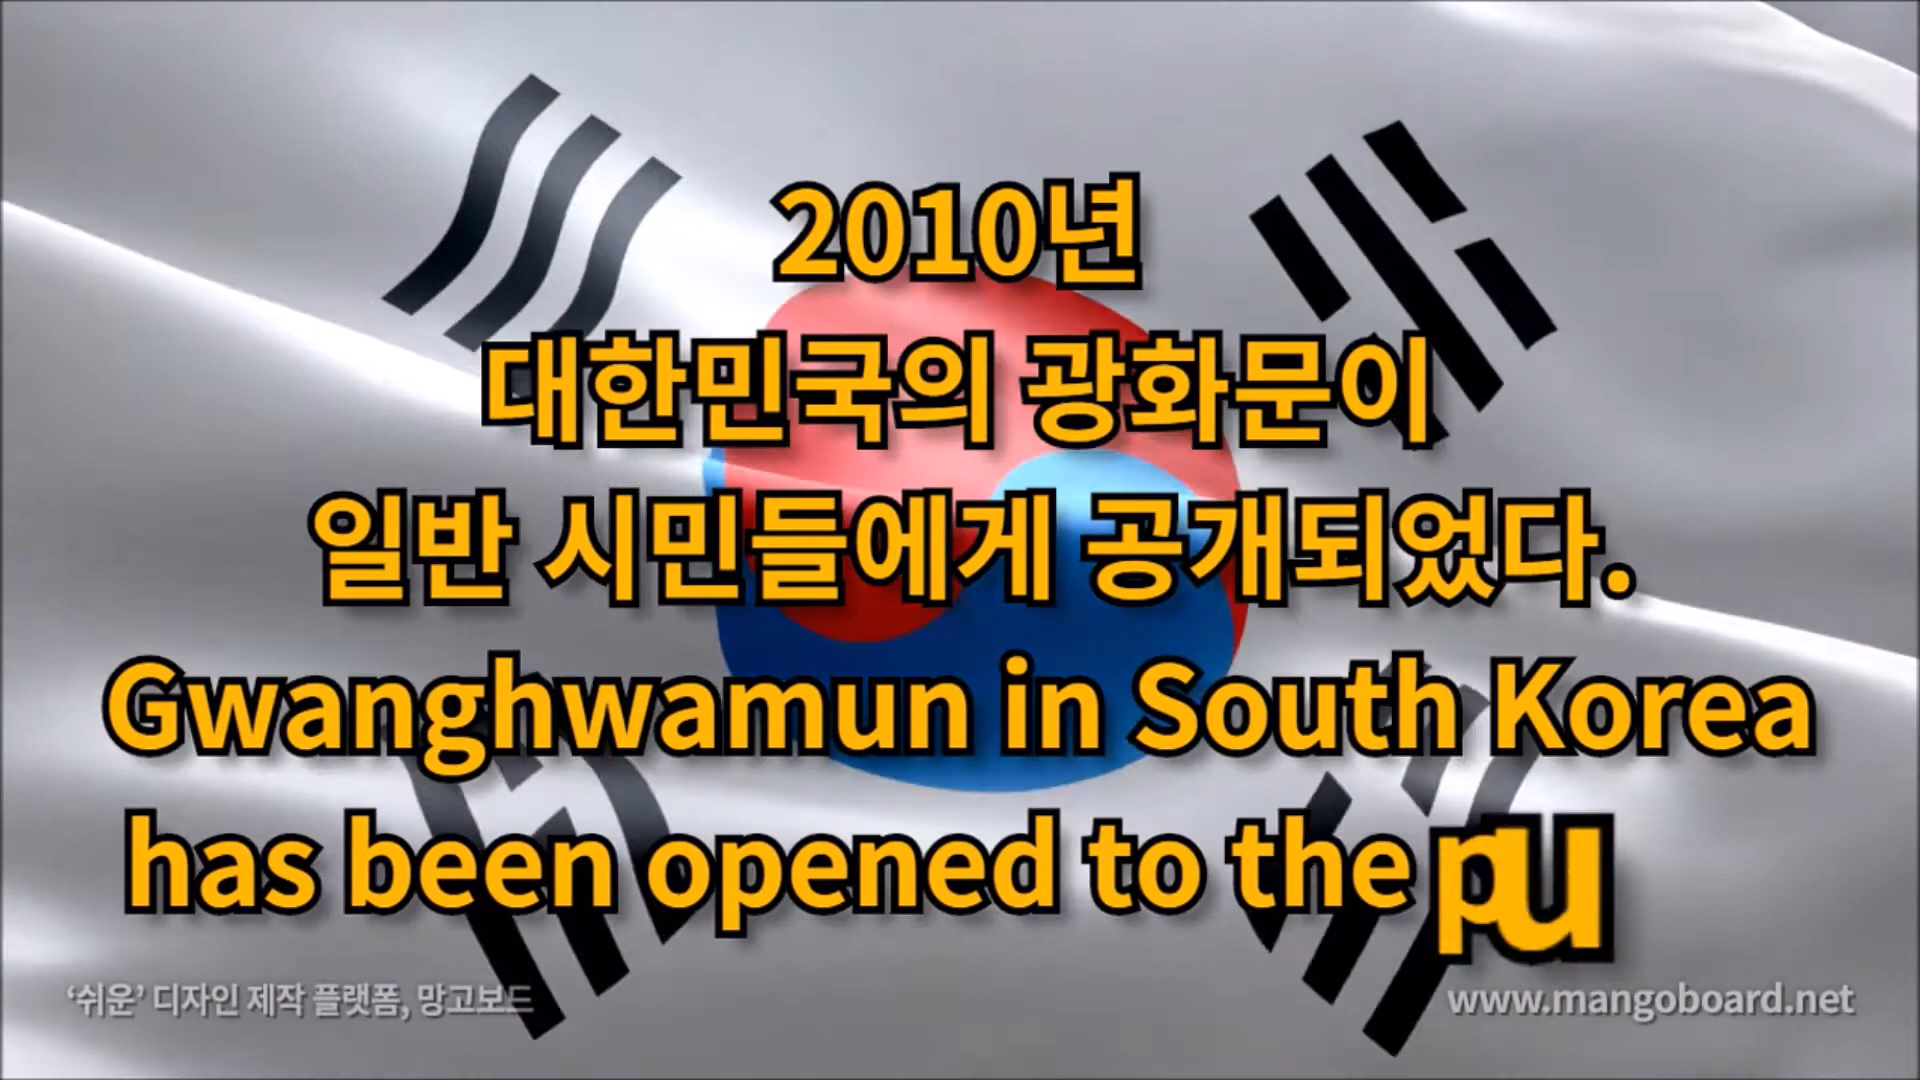 2010년
대한민국의 광화문이
일반 시민들에게 공개되었다.
Gwanghwamun in South Korea
has been opened to the pu
‘쉬운’ 디자인 제작 플랫폼, 망고보드
www.mangoboard.net